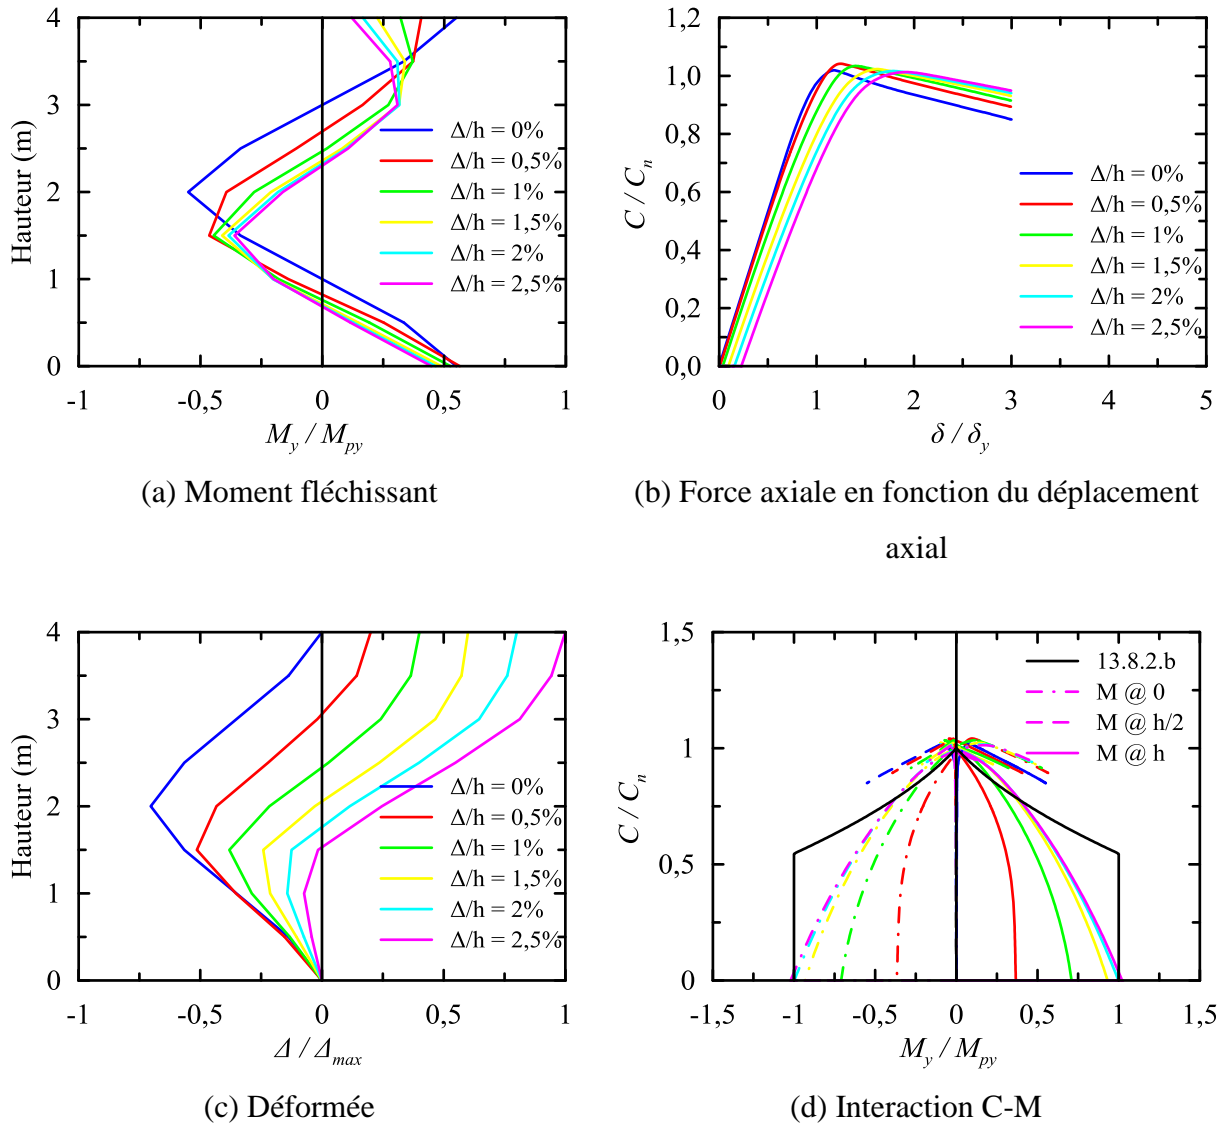 4
3
2
1
0
Hauteur (m)
Δ/h = 0%
Δ/h = 0,5%
Δ/h = 1%
Δ/h = 1,5%
Δ/h = 2%
Δ/h = 2,5%
-1 -0,5 0 0,5 1
My / Mpy
(a) Moment fléchissant
1,2
1,0
0,8
0,6
0,4
0,2
0,0
C / Cn
Δ/h = 0%
Δ/h = 0,5%
Δ/h = 1%
Δ/h = 1,5%
Δ/h = 2%
Δ/h = 2,5%
0 1 2 3 4 5
δ / δy
(b) Force axiale en fonction du déplacement
axial
4
3
2
1
0
Hauteur (m)
Δ/h = 0%
Δ/h = 0,5%
Δ/h = 1%
Δ/h = 1,5%
Δ/h = 2%
Δ/h = 2,5%
-1 -0,5 0 0,5 1
Δ / Δmax
(c) Déformée
1,5
1
0,5
0
C / Cn
13.8.2.b
M @ 0
M @ h/2
M @ h
-1,5 -1 -0,5 0 0,5 1 1,5
My / Mpy
(d) Interaction C-M